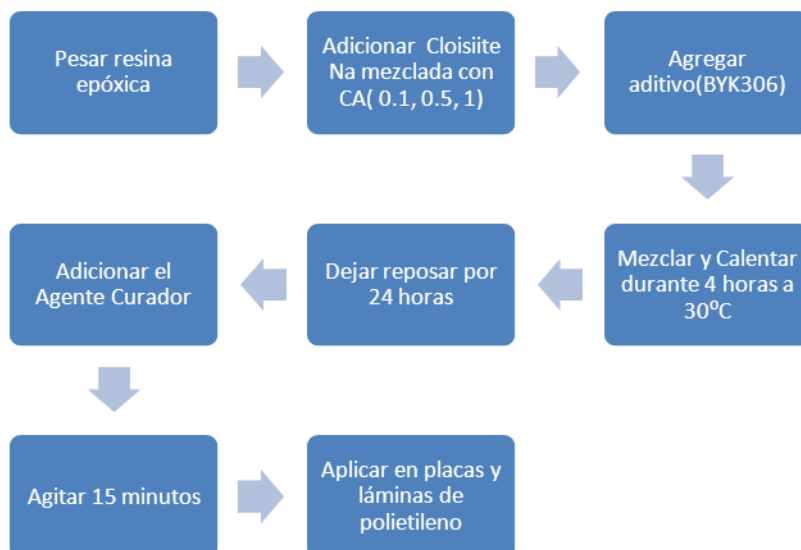 Pesar resina
epóxica
Adicionar Cloisiite
Na mezclada con
CA( 0.1, 0.5, 1)
Agregar
aditivo(BYK306)
Mezclar y Calentar
durante 4 horas a
30°C
Dejar reposar por
24 horas
Adicionar el
Agente Curador
Agitar 15 minutos
Aplicar en placas y
láminas de
polietileno